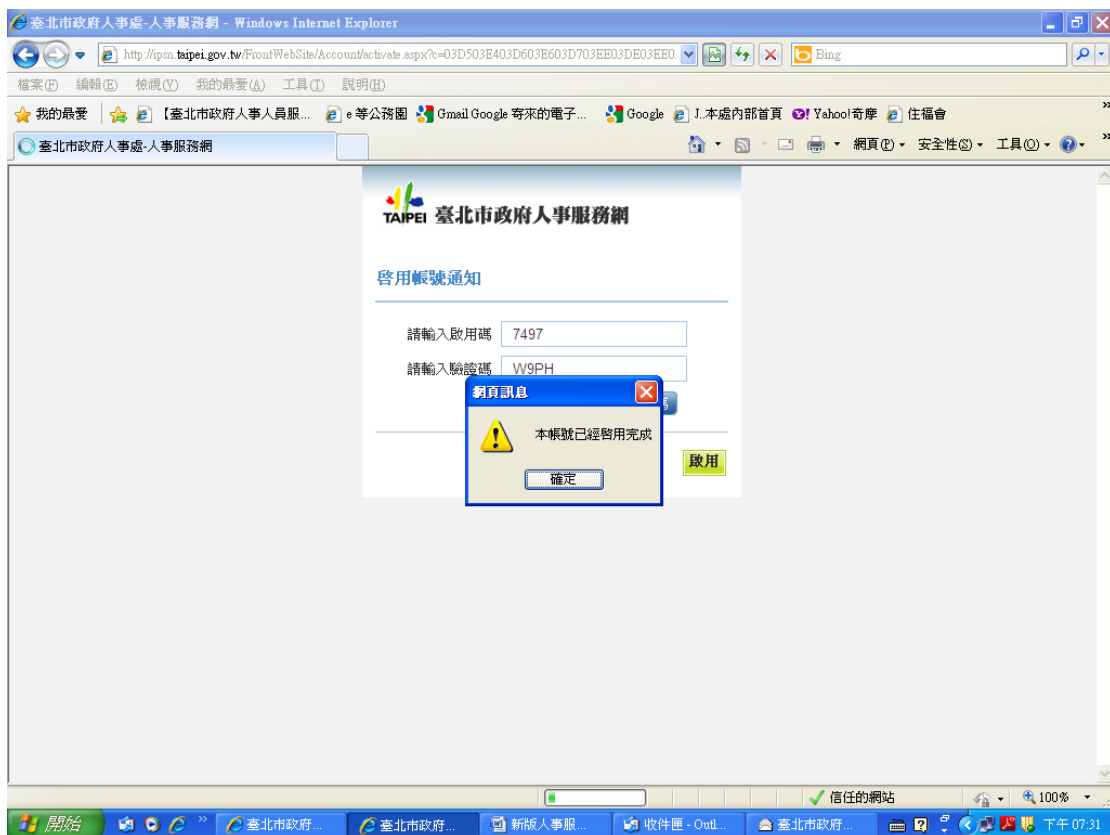 臺北市政府人事處-人事服務網 - Windows Internet Explorer
http://ipsn.taipei.gov.tw/FrontWebSite/Account/activate.aspx?c=03D503E403D603E603D703EE03DE03EE0.
Bing
檔案(F) 編輯(E) 檢視(V) 我的最愛(A) 工具(T) 說明(H)
我的最愛 【臺北市政府人事人員服... e 等公務園 Gmail Google 寄來的電子... Google J..本處內部首頁 Yahoo!奇摩 住福會 »
臺北市政府人事處-人事服務網 網頁(P) 安全性(S) 工具(O) »
TAIPEI 臺北市政府人事服務網
啓用帳號通知
請輸入啟用碼 7497
請輸入驗證碼 W9PH
網頁訊息
本帳號已經啓用完成
啟用
確定
信任的網站 100%
開始 » 臺北市政府... 臺北市政府... 新版人事服... 收件匣 - Outl... 臺北市政府... 下午 07:31